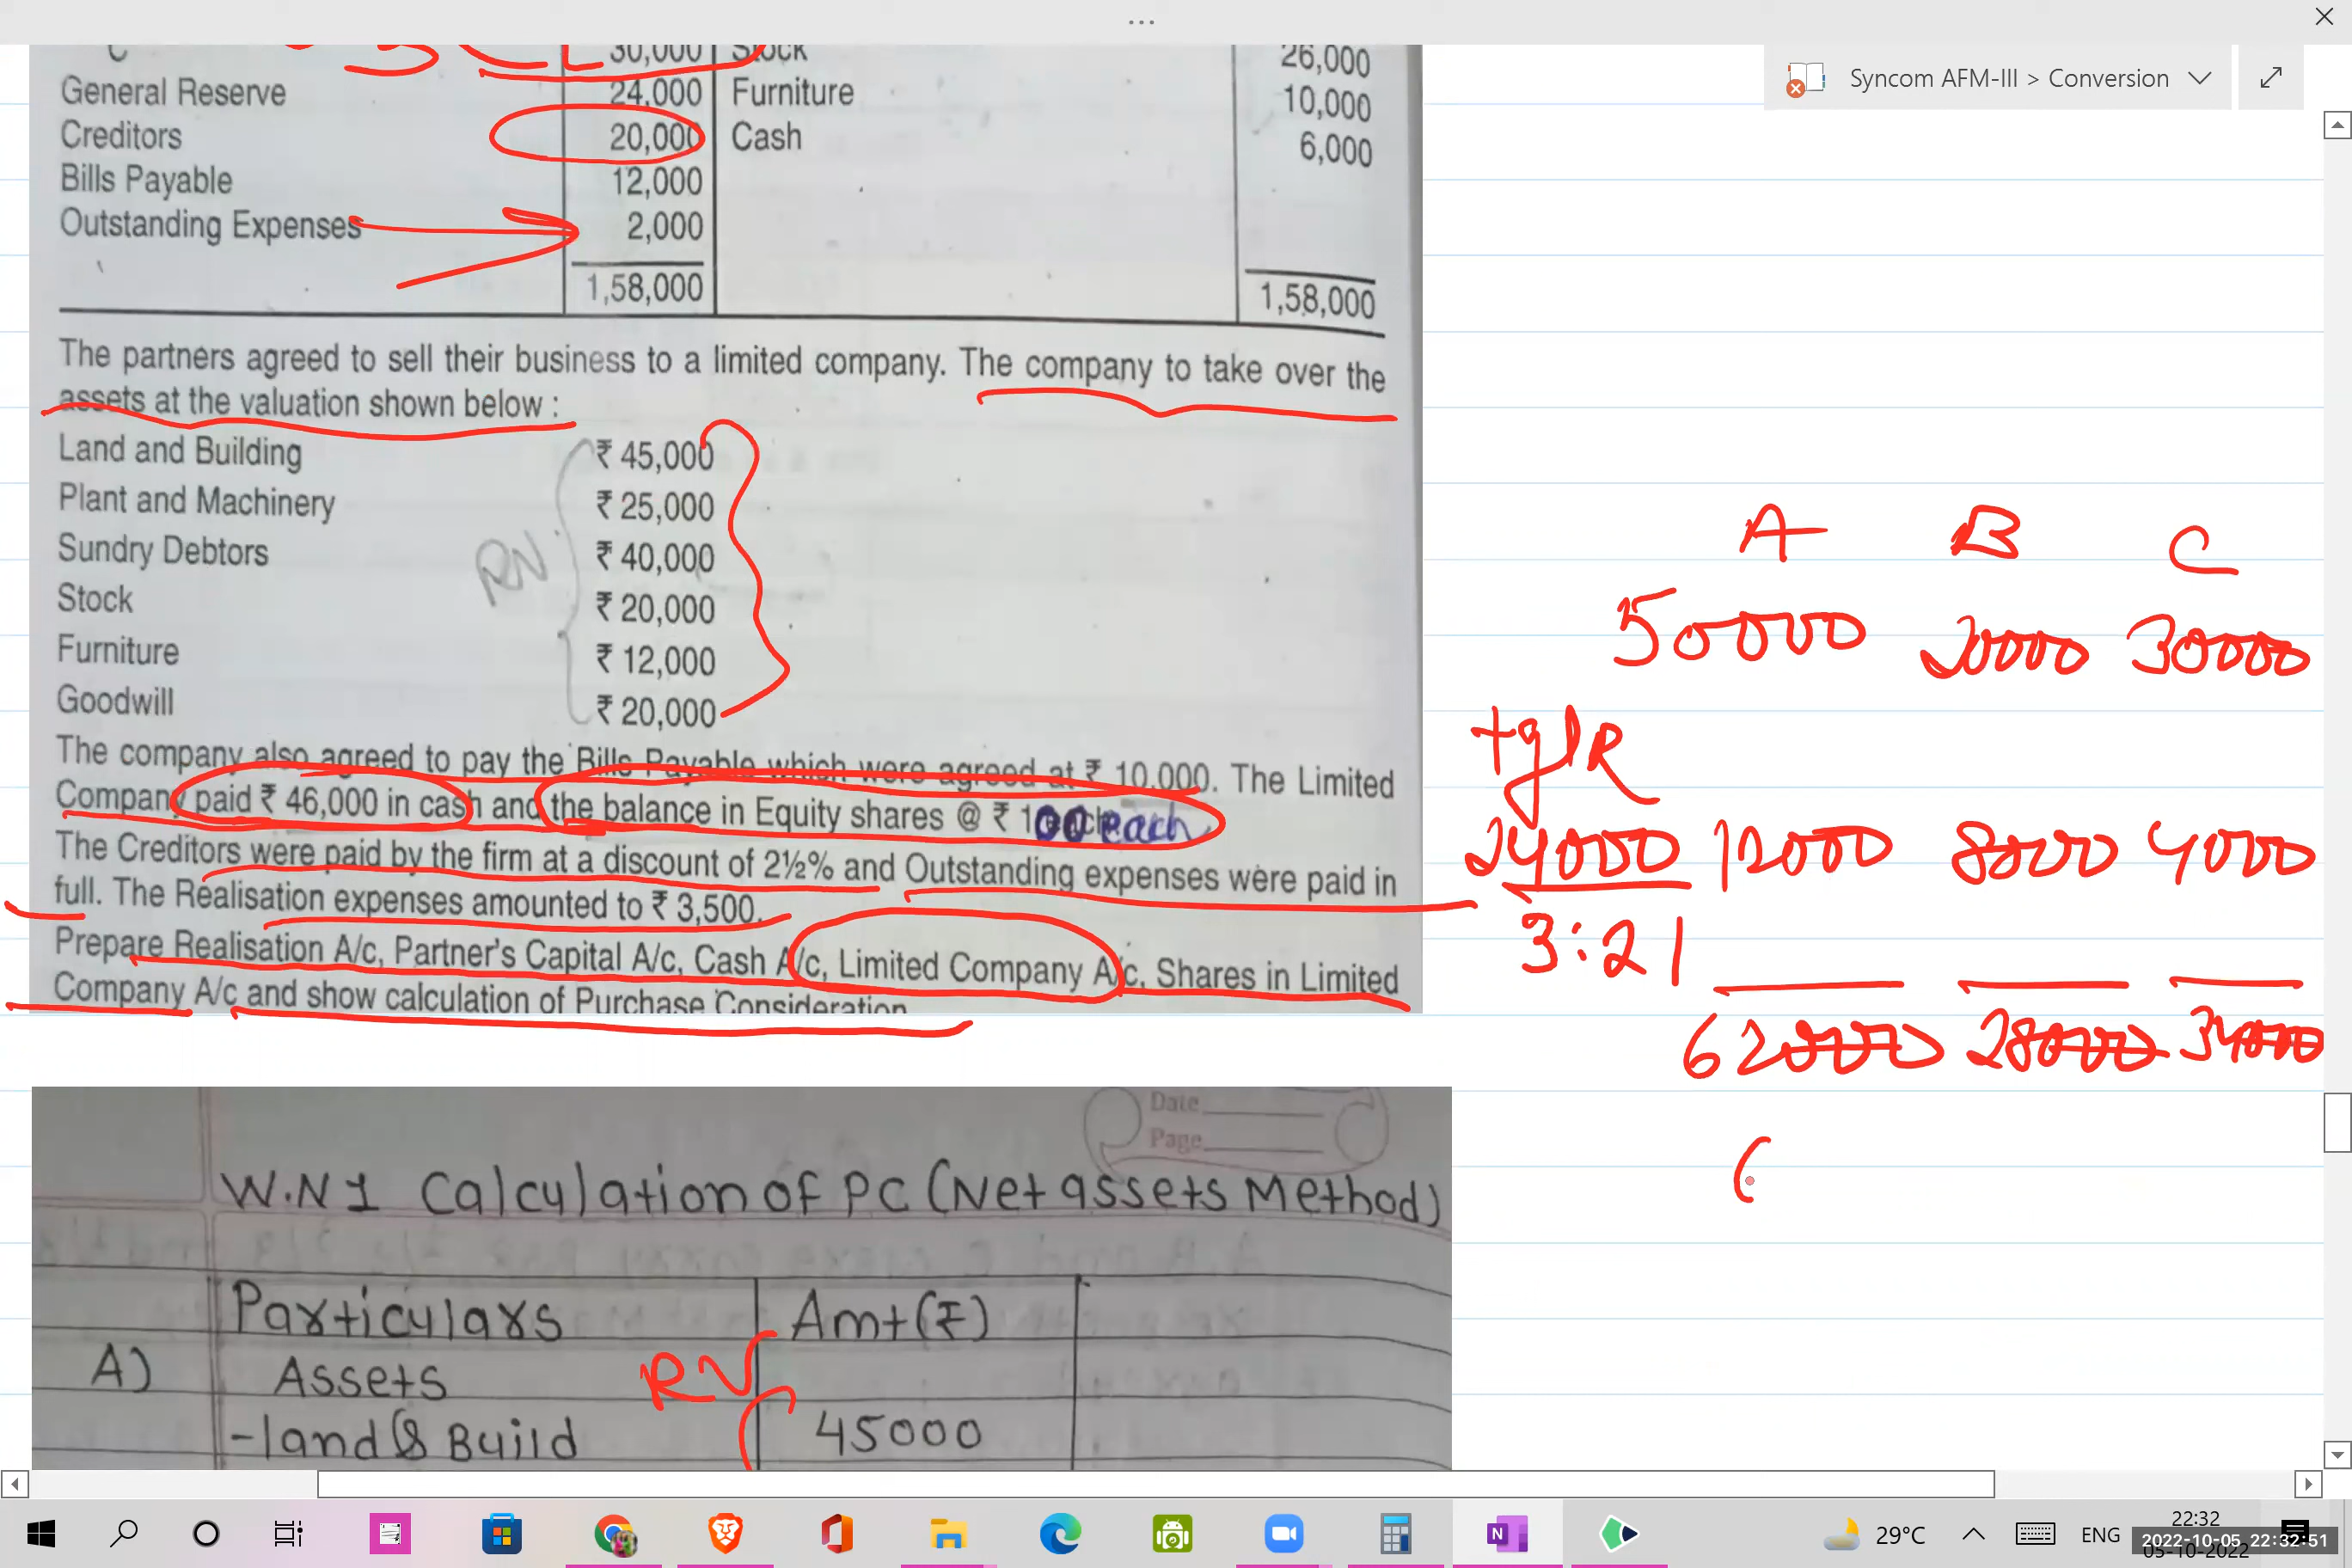 Syncom AFM-III > Conversion
C 30,000 Stock 26,000
General Reserve 24,000 Furniture 10,000
Creditors 20,000 Cash 6,000
Bills Payable 12,000
Outstanding Expenses 2,000
1,58,000 1,58,000
The partners agreed to sell their business to a limited company. The company to take over the
assets at the valuation shown below :
Land and Building ₹ 45,000
Plant and Machinery ₹ 25,000
Sundry Debtors ₹ 40,000
Stock ₹ 20,000
Furniture ₹ 12,000
Goodwill ₹ 20,000
RN
The company also agreed to pay the Bills Payable which were agreed at ₹ 10,000. The Limited
Company paid ₹ 46,000 in cash and the balance in Equity shares @ ₹ 100 each
The Creditors were paid by the firm at a discount of 2½% and Outstanding expenses were paid in
full. The Realisation expenses amounted to ₹ 3,500.
Prepare Realisation A/c, Partner's Capital A/c, Cash A/c, Limited Company A/c, Shares in Limited
Company A/c and show calculation of Purchase Consideration
A B C
50000 20000 30000
+g/R
24000 12000 8000 4000
3:21
62000 28000 34000
(
Date
Page
W.N 1 Calculation of PC (Net assets Method)
Particulars Amt(₹)
A) Assets RV
-land & Build 45000
29°C
ENG
22:32
05-10-2022
2022-10-05, 22:32:51